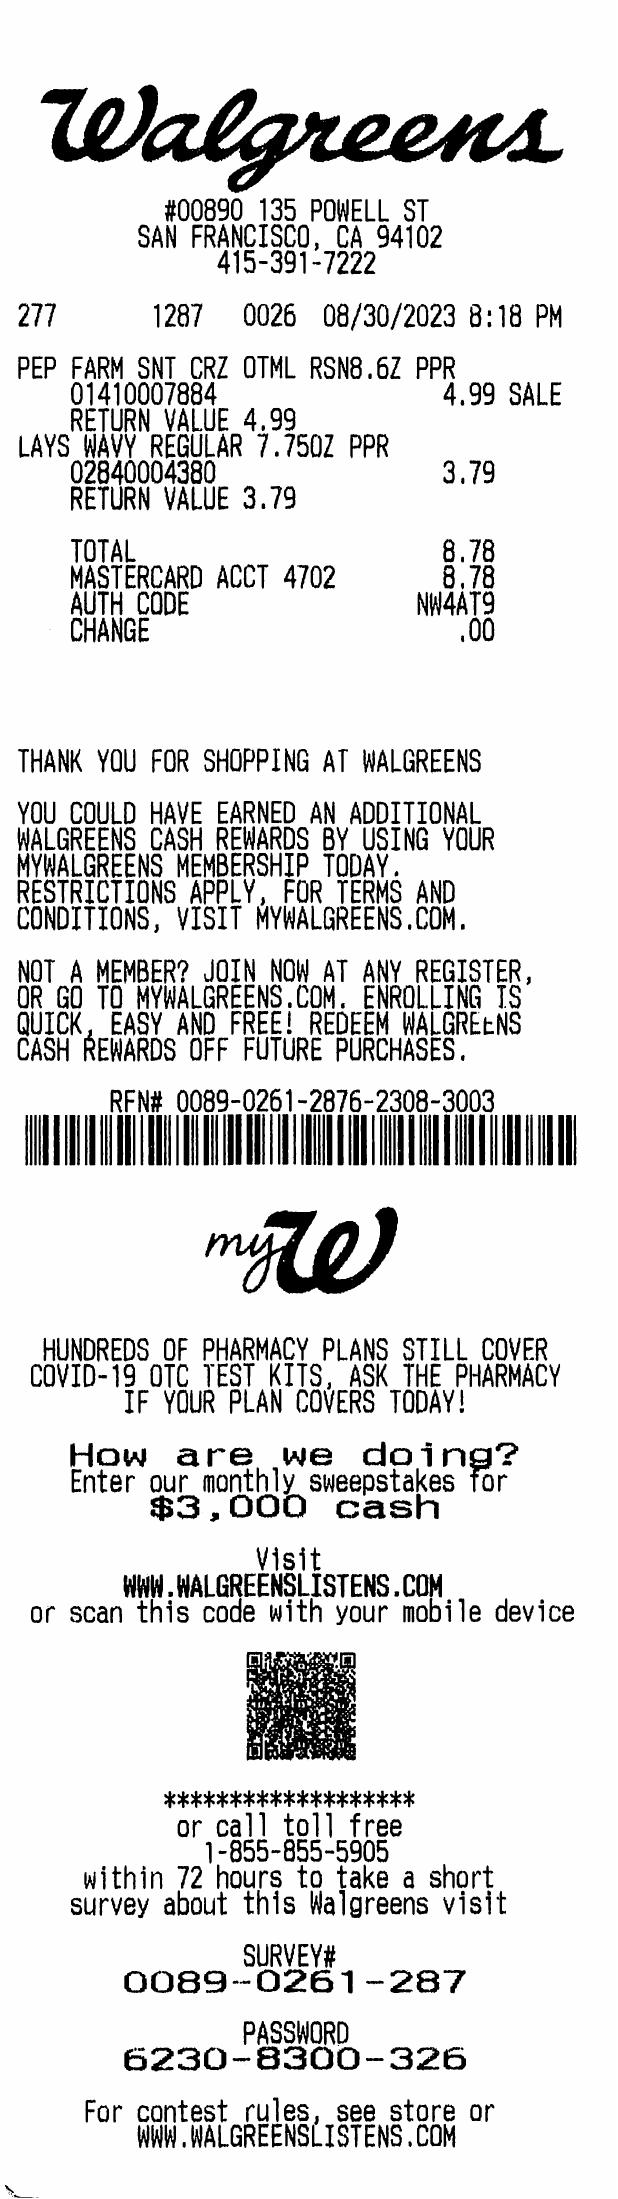 Walgreens
#00890 135 POWELL ST
SAN FRANCISCO, CA 94102
415-391-7222
277 1287 0026 08/30/2023 8:18 PM
PEP FARM SNT CRZ OTML RSN8.6Z PPR
01410007884 4.99 SALE
RETURN VALUE 4.99
LAYS WAVY REGULAR 7.75OZ PPR
02840004380 3.79
RETURN VALUE 3.79
TOTAL 8.78
MASTERCARD ACCT 4702 8.78
AUTH CODE NW4AT9
CHANGE .00
THANK YOU FOR SHOPPING AT WALGREENS
YOU COULD HAVE EARNED AN ADDITIONAL
WALGREENS CASH REWARDS BY USING YOUR
MYWALGREENS MEMBERSHIP TODAY.
RESTRICTIONS APPLY, FOR TERMS AND
CONDITIONS, VISIT MYWALGREENS.COM.
NOT A MEMBER? JOIN NOW AT ANY REGISTER,
OR GO TO MYWALGREENS.COM. ENROLLING IS
QUICK, EASY AND FREE! REDEEM WALGREENS
CASH REWARDS OFF FUTURE PURCHASES.
RFN# 0089-0261-2876-2308-3003
myW
HUNDREDS OF PHARMACY PLANS STILL COVER
COVID-19 OTC TEST KITS, ASK THE PHARMACY
IF YOUR PLAN COVERS TODAY!
How are we doing?
Enter our monthly sweepstakes for
$3,000 cash
Visit
WWW.WALGREENSLISTENS.COM
or scan this code with your mobile device
*******************
or call toll free
1-855-855-5905
within 72 hours to take a short
survey about this Walgreens visit
SURVEY#
0089-0261-287
PASSWORD
6230-8300-326
For contest rules, see store or
WWW.WALGREENSLISTENS.COM